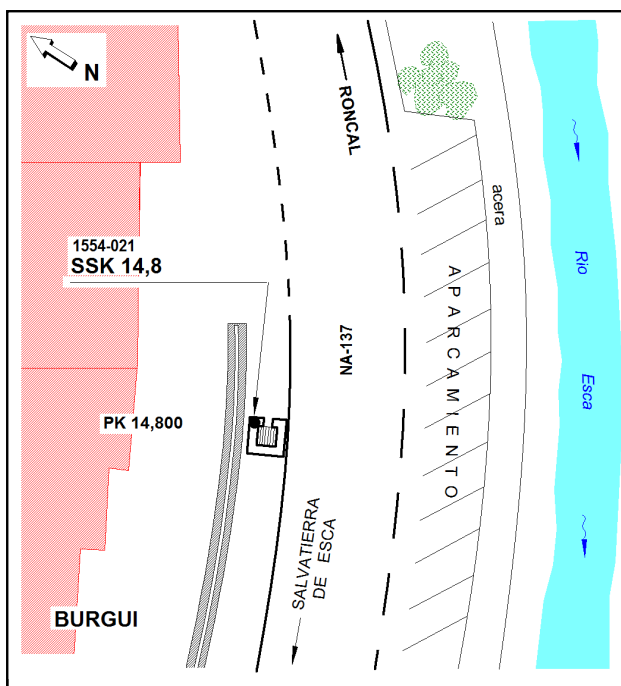 N
RONCAL
acera
1554-021
SSK 14,8
Rio
APARCAMIENTO
NA-137
Esca
PK 14,800
SALVATIERRA
DE ESCA
BURGUI